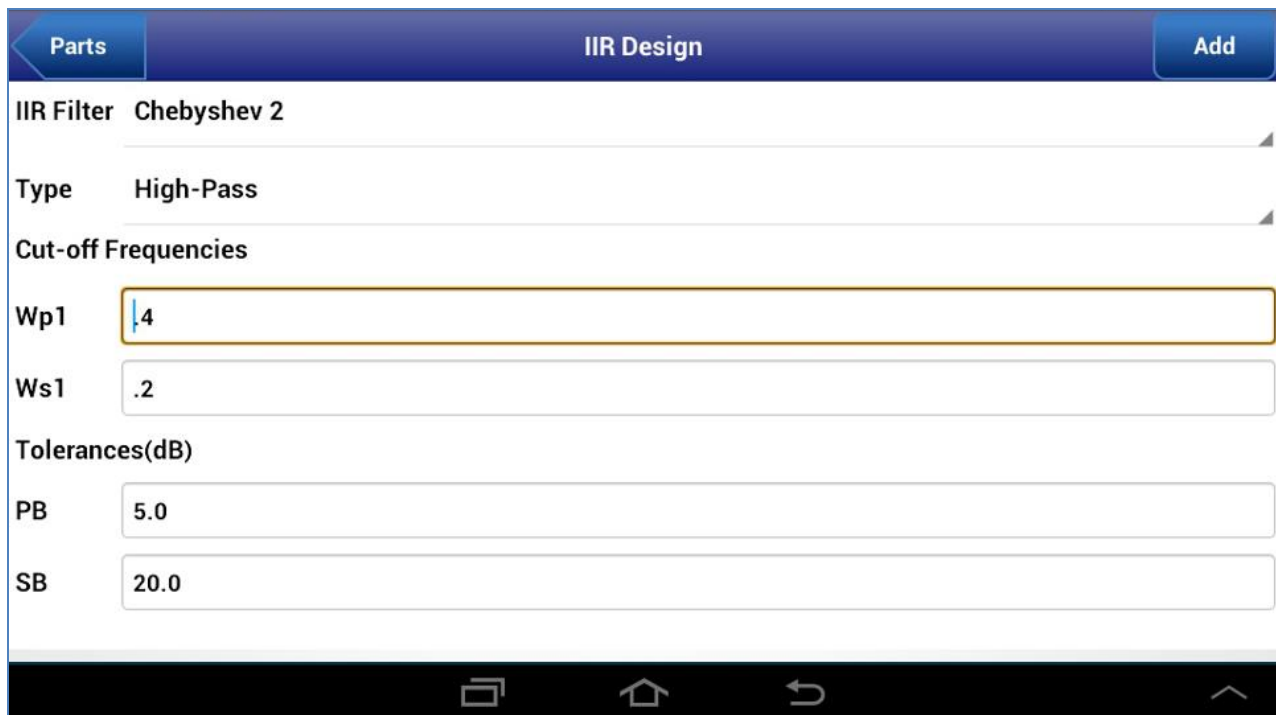 Parts IIR Design Add
IIR Filter Chebyshev 2
Type High-Pass
Cut-off Frequencies
Wp1 .4
Ws1 .2
Tolerances(dB)
PB 5.0
SB 20.0